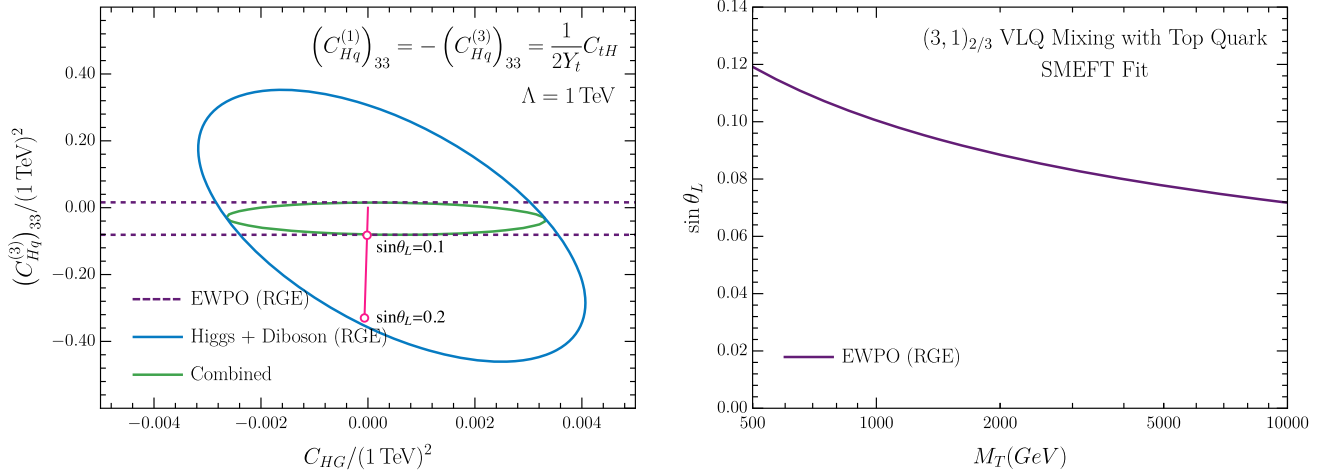 (C_{Hq}^{(1)})_{33} = −(C_{Hq}^{(3)})_{33} = \frac{1}{2Y_t} C_{tH}
Λ = 1 TeV
(C_{Hq}^{(3)})_{33}/(1 TeV)^2
0.40
0.20
0.00
−0.20
−0.40
sinθ_L=0.1
sinθ_L=0.2
EWPO (RGE)
Higgs + Diboson (RGE)
Combined
−0.004
−0.002
0.000
0.002
0.004
C_{HG}/(1 TeV)^2
(3, 1)_{2/3} VLQ Mixing with Top Quark
SMEFT Fit
sin θ_L
0.14
0.12
0.10
0.08
0.06
0.04
0.02
0.00
EWPO (RGE)
500
1000
2000
5000
10000
M_T(GeV)